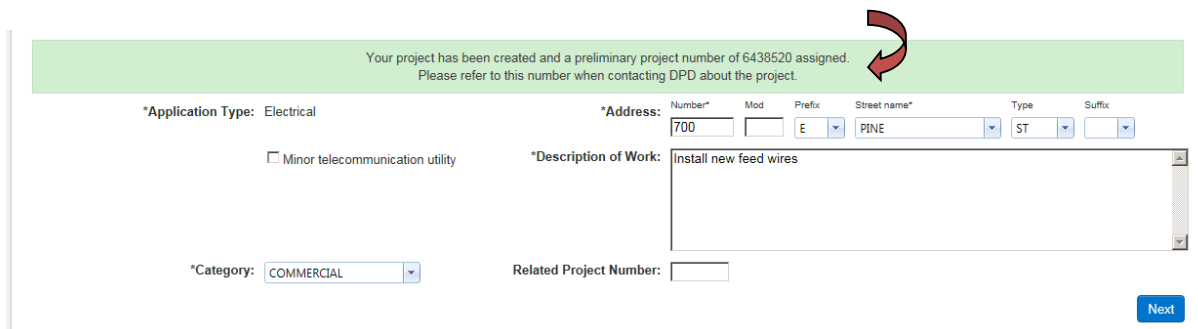 Your project has been created and a preliminary project number of 6438520 assigned.
Please refer to this number when contacting DPD about the project.
*Application Type: Electrical
*Address: Number* Mod Prefix Street name* Type Suffix
700 E PINE ST
Minor telecommunication utility
*Description of Work: Install new feed wires
*Category: COMMERCIAL
Related Project Number:
Next